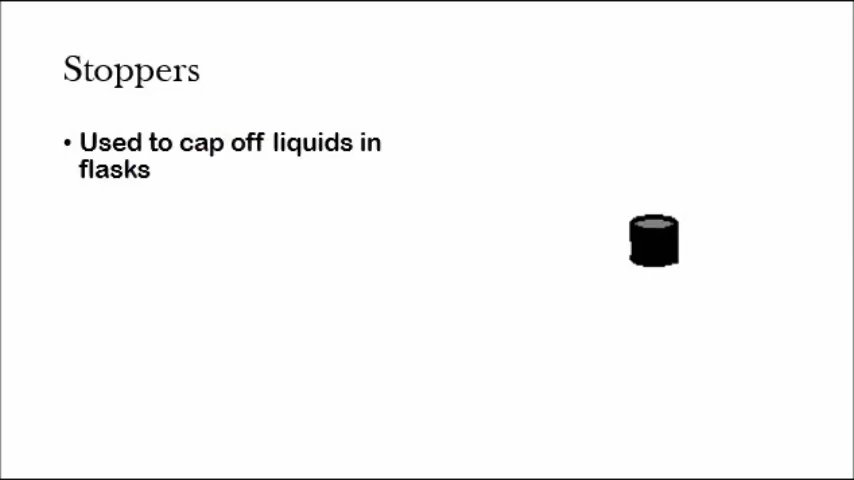 Stoppers
• Used to cap off liquids in
flasks